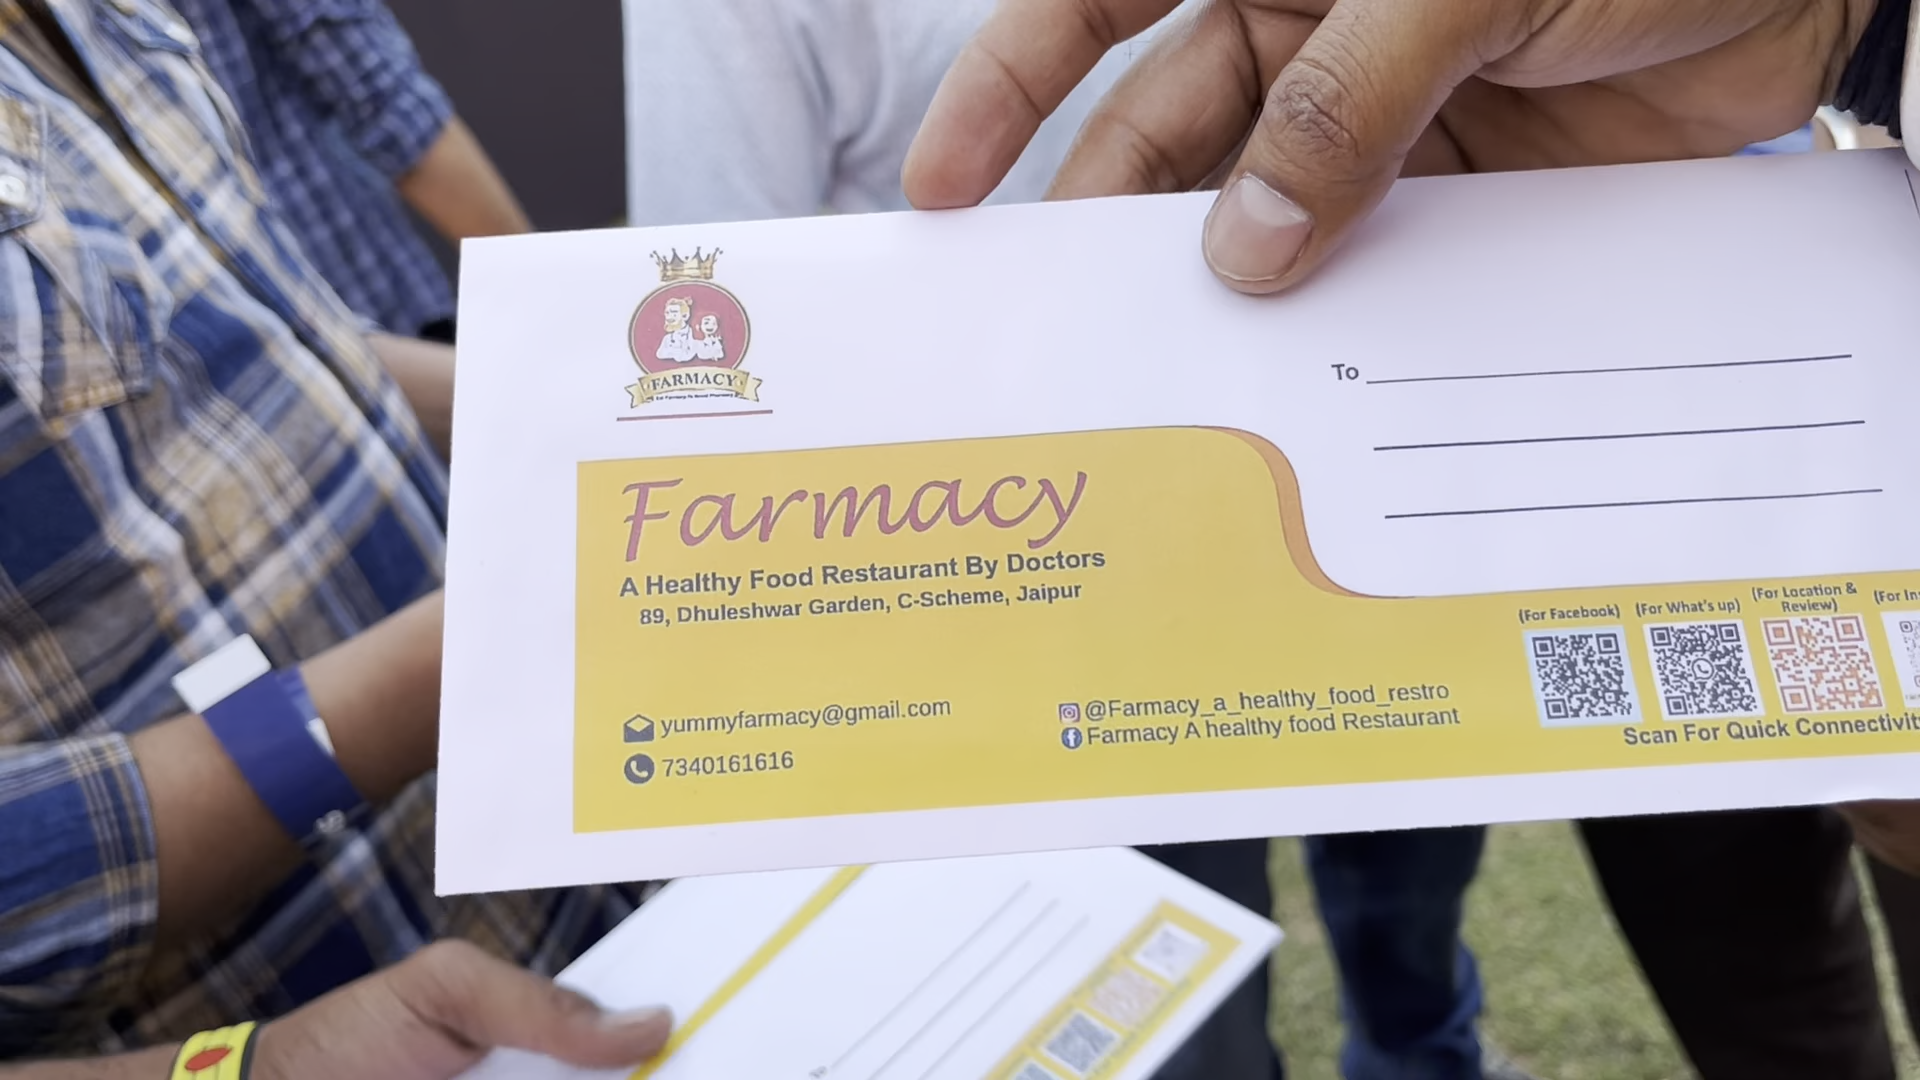 FARMACY
To
Farmacy
A Healthy Food Restaurant By Doctors
89, Dhuleshwar Garden, C-Scheme, Jaipur
yummyfarmacy@gmail.com
7340161616
@Farmacy_a_healthy_food_restro
Farmacy A healthy food Restaurant
(For Facebook)
(For What's up)
(For Location &
Review)
(For
Scan For Quick